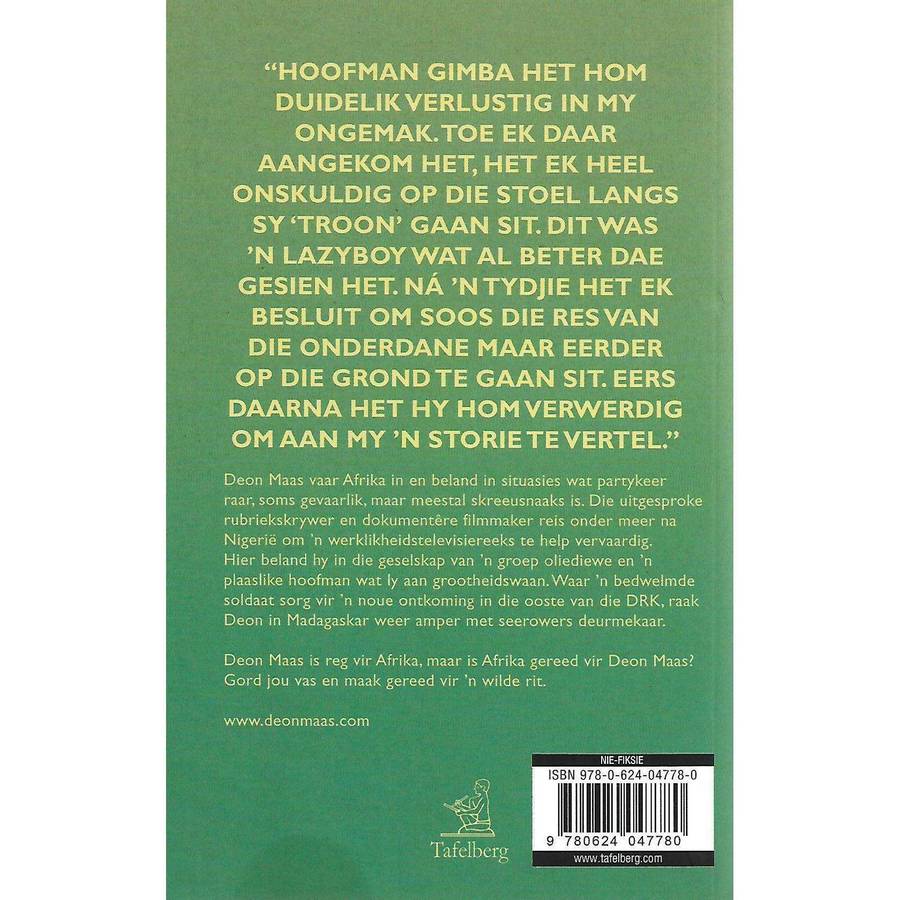 “HOOFMAN GIMBA HET HOM
DUIDELIK VERLUSTIG IN MY
ONGEMAK. TOE EK DAAR
AANGEKOM HET, HET EK HEEL
ONSKULDIG OP DIE STOEL LANGS
SY ‘TROON’ GAAN SIT. DIT WAS
’N LAZYBOY WAT AL BETER DAE
GESIEN HET. NÁ ’N TYDJIE HET EK
BESLUIT OM SOOS DIE RES VAN
DIE ONDERDANE MAAR EERDER
OP DIE GROND TE GAAN SIT. EERS
DAARNA HET HY HOM VERWERDIG
OM AAN MY ’N STORIE TE VERTEL.”
Deon Maas vaar Afrika in en beland in situasies wat partykeer
raar, soms gevaarlik, maar meestal skreeusnaaks is. Die uitgesproke
rubriekskrywer en dokumentêre filmmaker reis onder meer na
Nigerië om ’n werklikheidstelevisiereeks te help vervaardig.
Hier beland hy in die geselskap van ’n groep oliediewe en ’n
plaaslike hoofman wat ly aan grootheidswaan. Waar ’n bedwelmde
soldaat sorg vir ’n noue ontkoming in die ooste van die DRK, raak
Deon in Madagaskar weer amper met seerowers deurmekaar.
Deon Maas is reg vir Afrika, maar is Afrika gereed vir Deon Maas?
Gord jou vas en maak gereed vir ’n wilde rit.
www.deonmaas.com
Tafelberg
NIE-FIKSIE
ISBN 978-0-624-04778-0
9 780624 047780
www.tafelberg.com